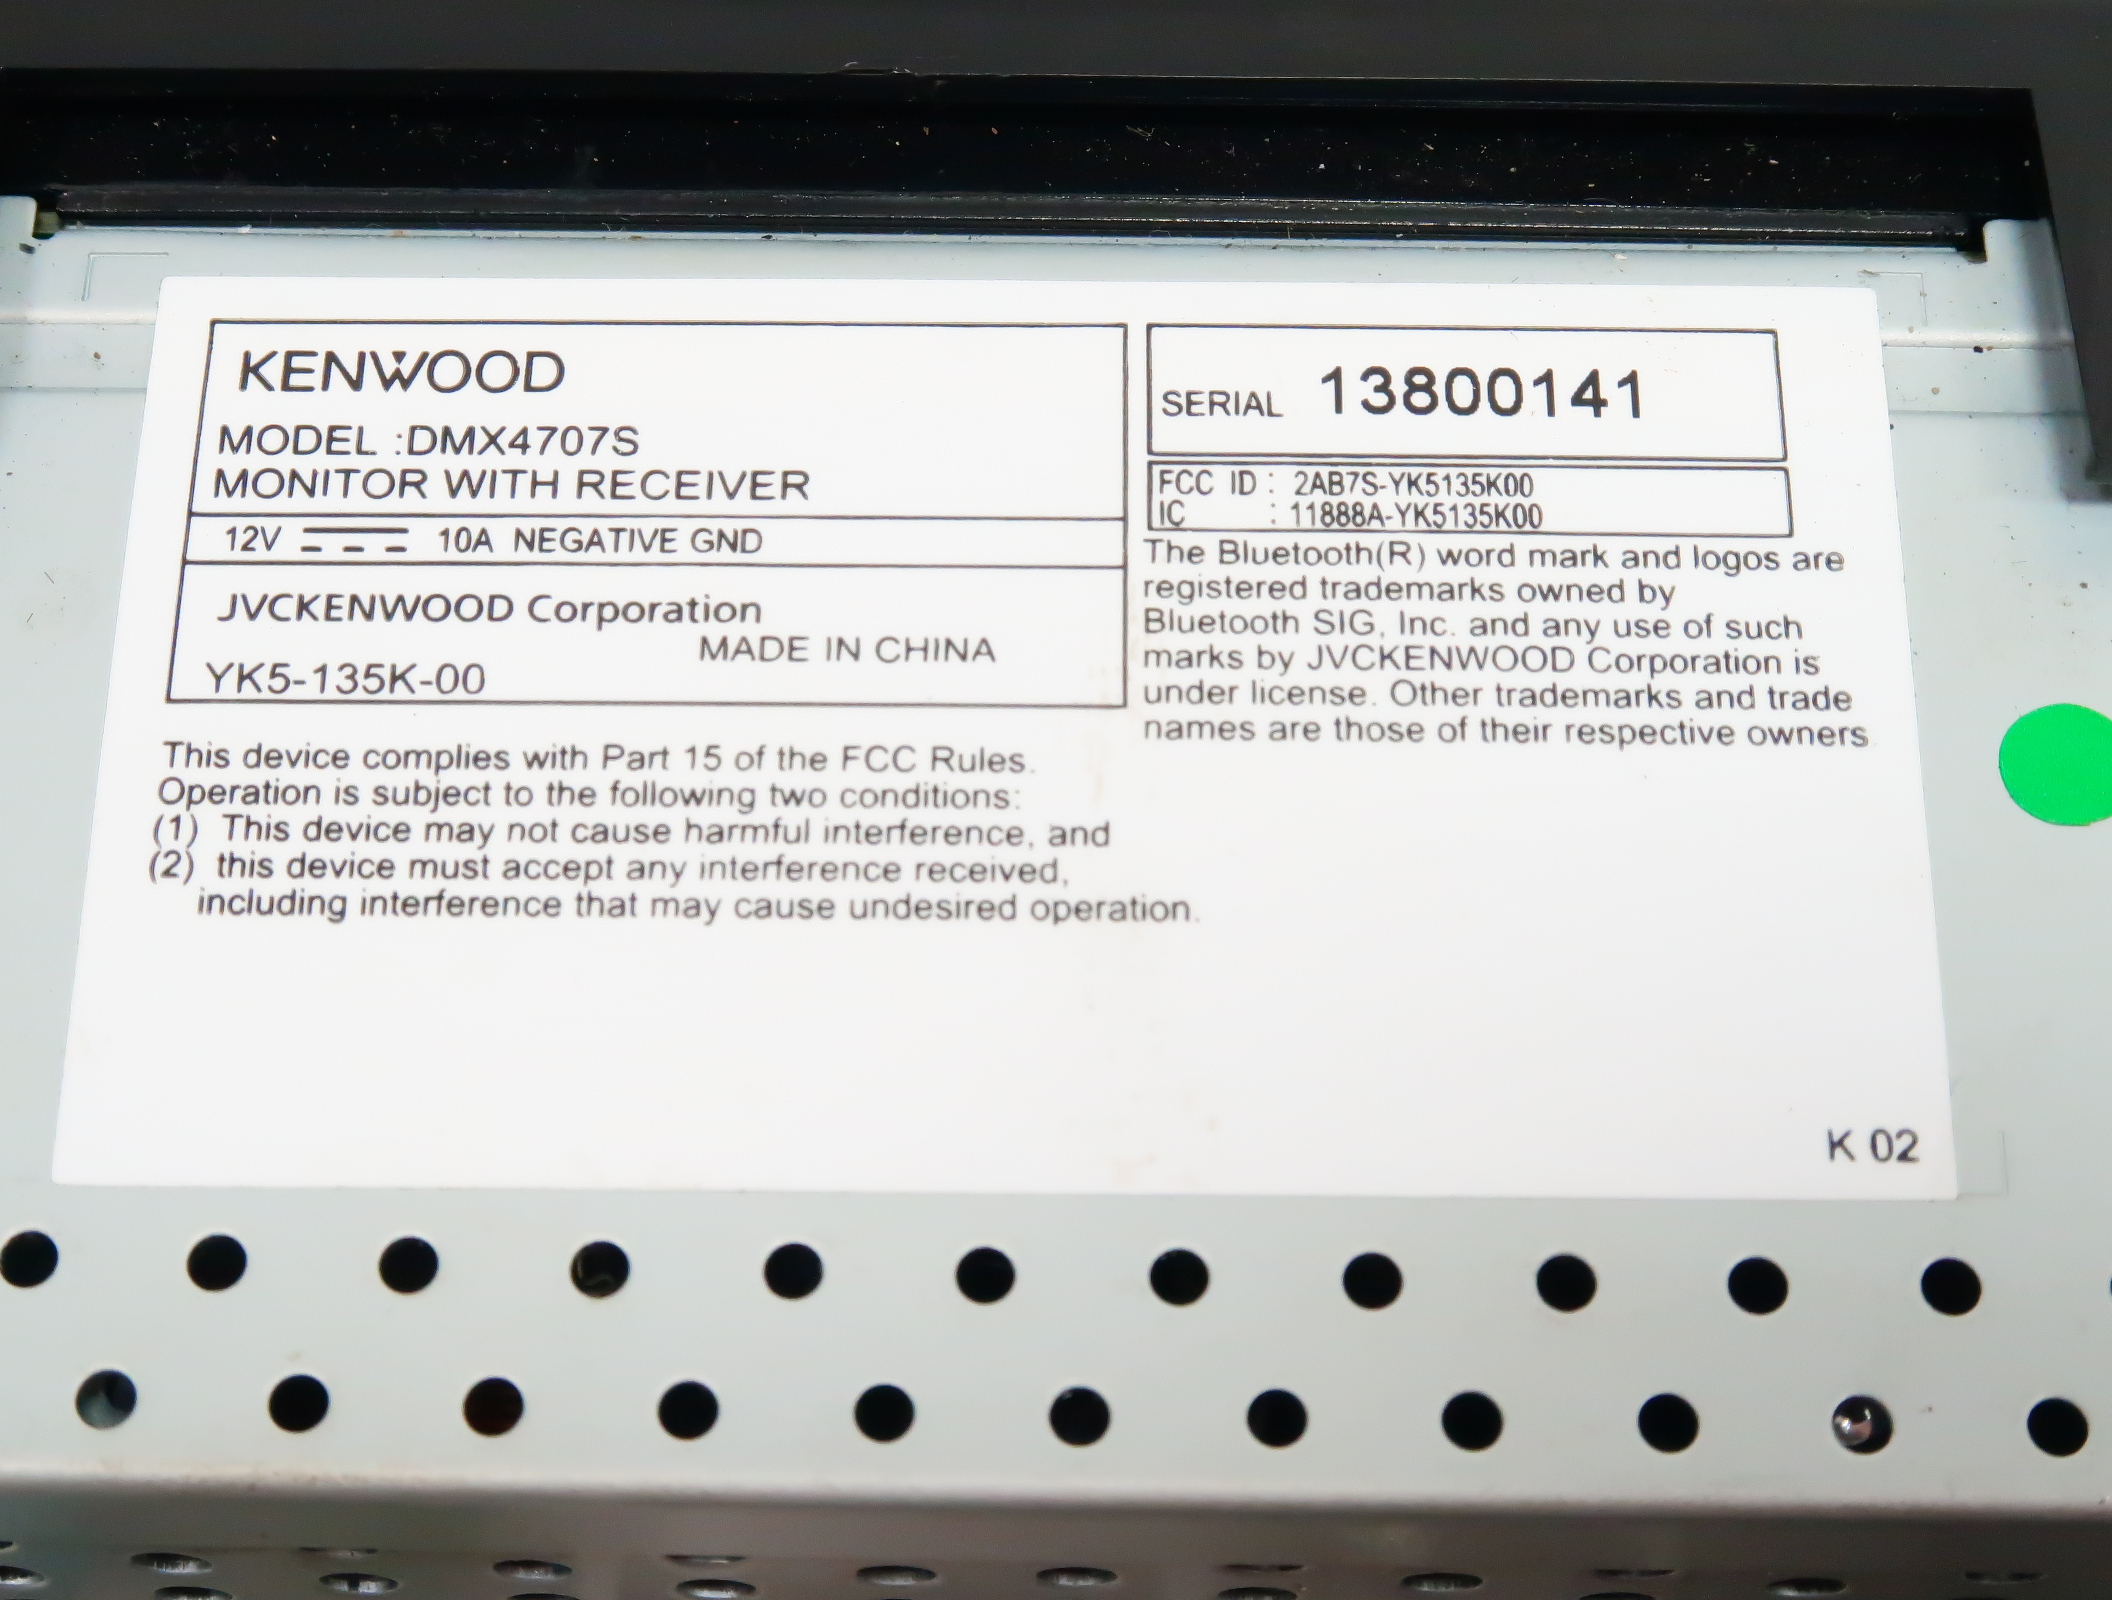 KENWOOD
MODEL :DMX4707S
MONITOR WITH RECEIVER
12V 10A NEGATIVE GND
JVCKENWOOD Corporation
MADE IN CHINA
YK5-135K-00
SERIAL 13800141
FCC ID : 2AB7S-YK5135K00
IC : 11888A-YK5135K00
The Bluetooth(R) word mark and logos are
registered trademarks owned by
Bluetooth SIG, Inc. and any use of such
marks by JVCKENWOOD Corporation is
under license. Other trademarks and trade
names are those of their respective owners
This device complies with Part 15 of the FCC Rules.
Operation is subject to the following two conditions:
(1) This device may not cause harmful interference, and
(2) this device must accept any interference received,
including interference that may cause undesired operation.
K 02